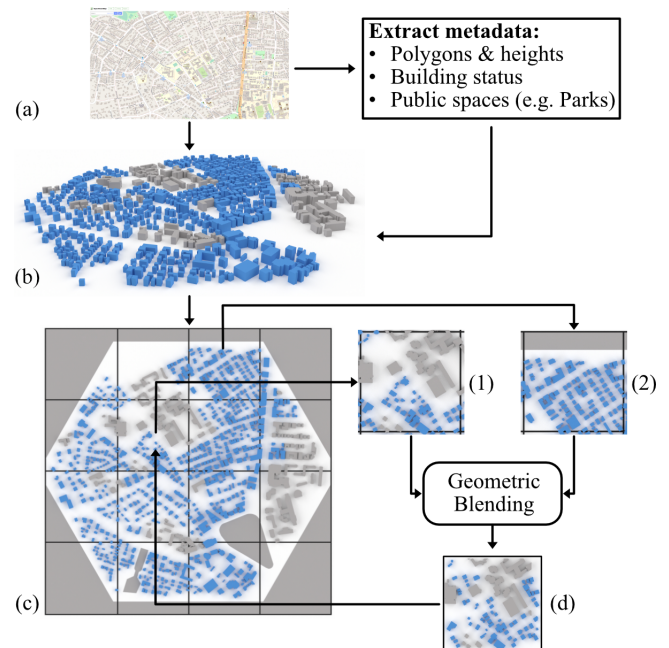 Extract metadata:
• Polygons & heights
• Building status
• Public spaces (e.g. Parks)
(a)
(b)
(1)
(2)
Geometric
Blending
(c)
(d)